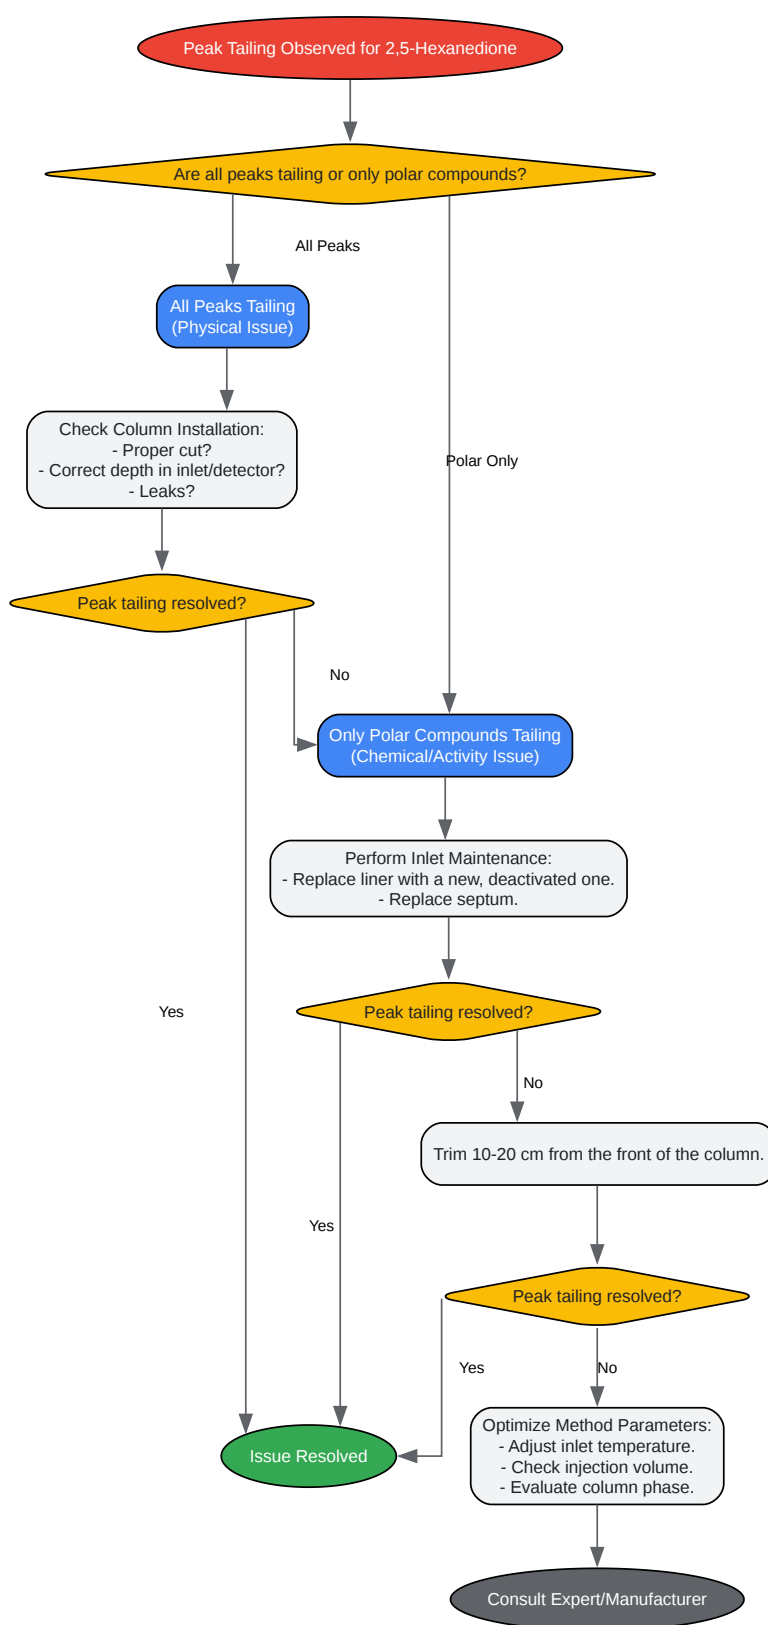 Peak Tailing Observed for 2,5-Hexanedione
Are all peaks tailing or only polar compounds?
All Peaks
All Peaks Tailing
(Physical Issue)
Check Column Installation:
- Proper cut?
- Correct depth in inlet/detector?
- Leaks?
Polar Only
Peak tailing resolved?
No
Only Polar Compounds Tailing
(Chemical/Activity Issue)
Perform Inlet Maintenance:
- Replace liner with a new, deactivated one.
- Replace septum.
Yes
Peak tailing resolved?
No
Trim 10-20 cm from the front of the column.
Yes
Peak tailing resolved?
Yes
No
Optimize Method Parameters:
- Adjust inlet temperature.
- Check injection volume.
- Evaluate column phase.
Issue Resolved
Consult Expert/Manufacturer